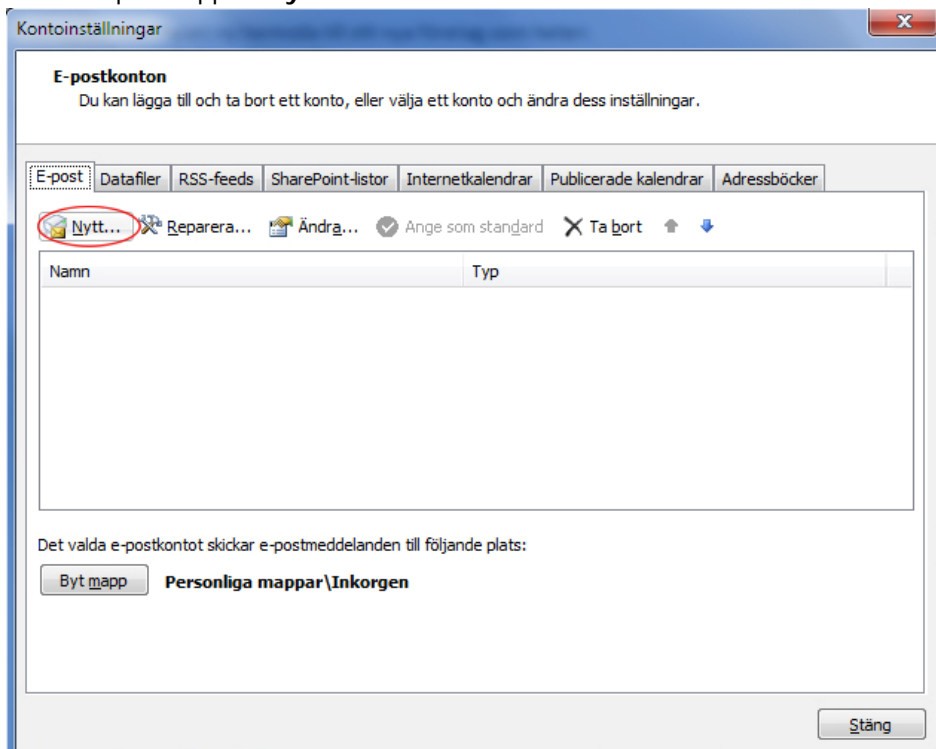 Kontoinställningar
E-postkonton
Du kan lägga till och ta bort ett konto, eller välja ett konto och ändra dess inställningar.
E-post Datafiler RSS-feeds SharePoint-listor Internetkalendrar Publicerade kalendrar Adressböcker
Nytt... Reparera... Ändra... Ange som standard Ta bort
Namn Typ
Det valda e-postkontot skickar e-postmeddelanden till följande plats:
Byt mapp Personliga mappar\Inkorgen
Stäng